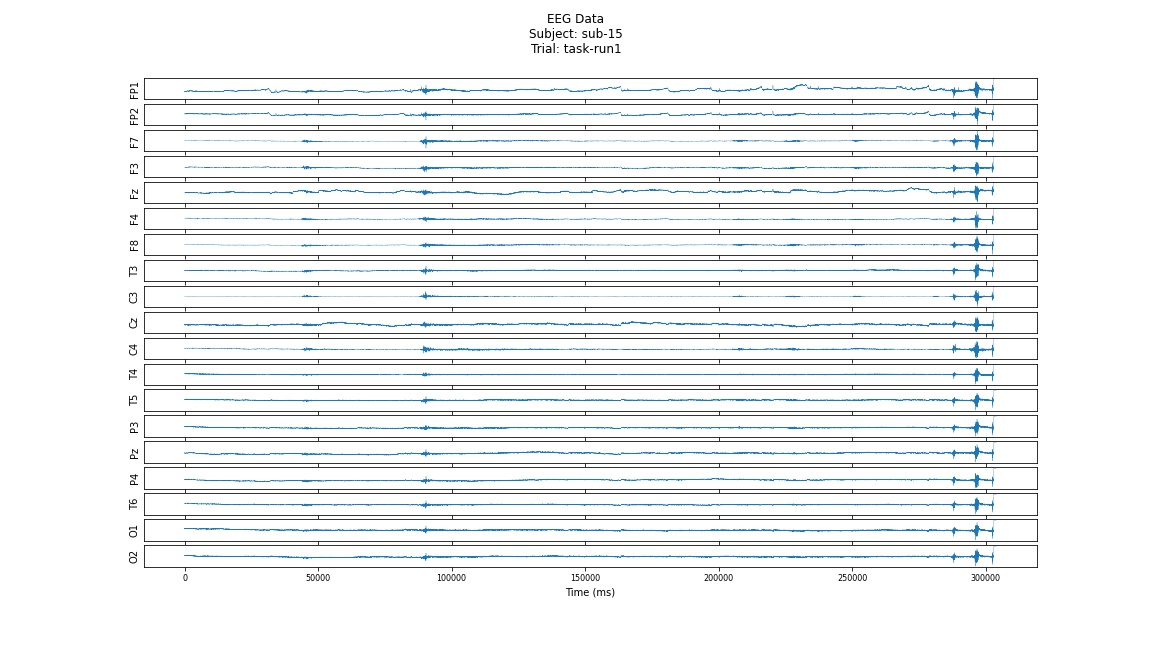 EEG Data
Subject: sub-15
Trial: task-run1
FP1
FP2
F7
F3
Fz
F4
F8
T3
C3
Cz
C4
T4
T5
P3
Pz
P4
T6
O1
O2
0 50000 100000 150000 200000 250000 300000
Time (ms)